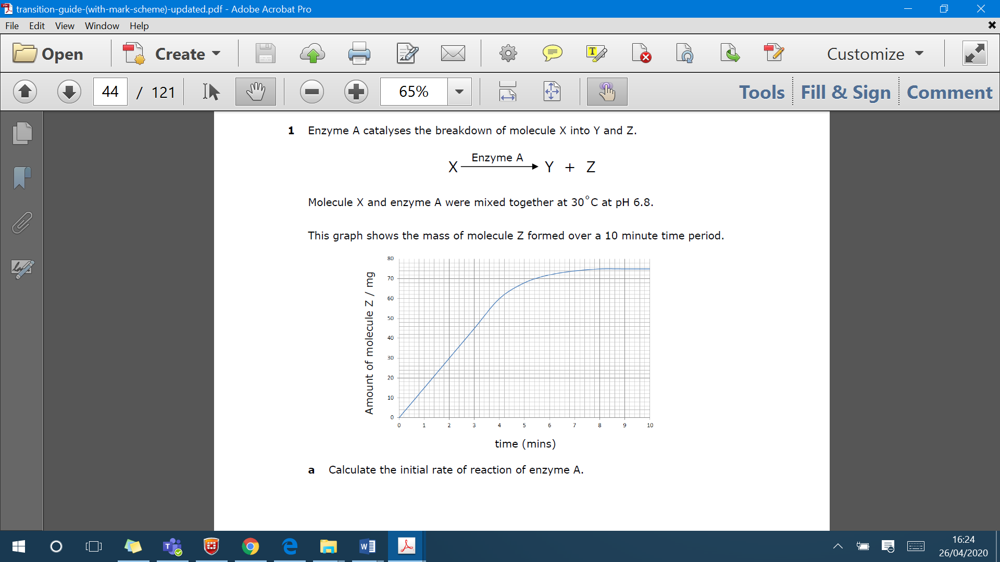 transition-guide-(with-mark-scheme)-updated.pdf - Adobe Acrobat Pro
File Edit View Window Help
Open Create Customize
44 / 121 65% Tools Fill & Sign Comment
1 Enzyme A catalyses the breakdown of molecule X into Y and Z.
Enzyme A
X Y + Z
Molecule X and enzyme A were mixed together at 30°C at pH 6.8.
This graph shows the mass of molecule Z formed over a 10 minute time period.
Amount of molecule Z / mg
80
70
60
50
40
30
20
10
0
0 1 2 3 4 5 6 7 8 9 10
time (mins)
a Calculate the initial rate of reaction of enzyme A.
16:24
26/04/2020